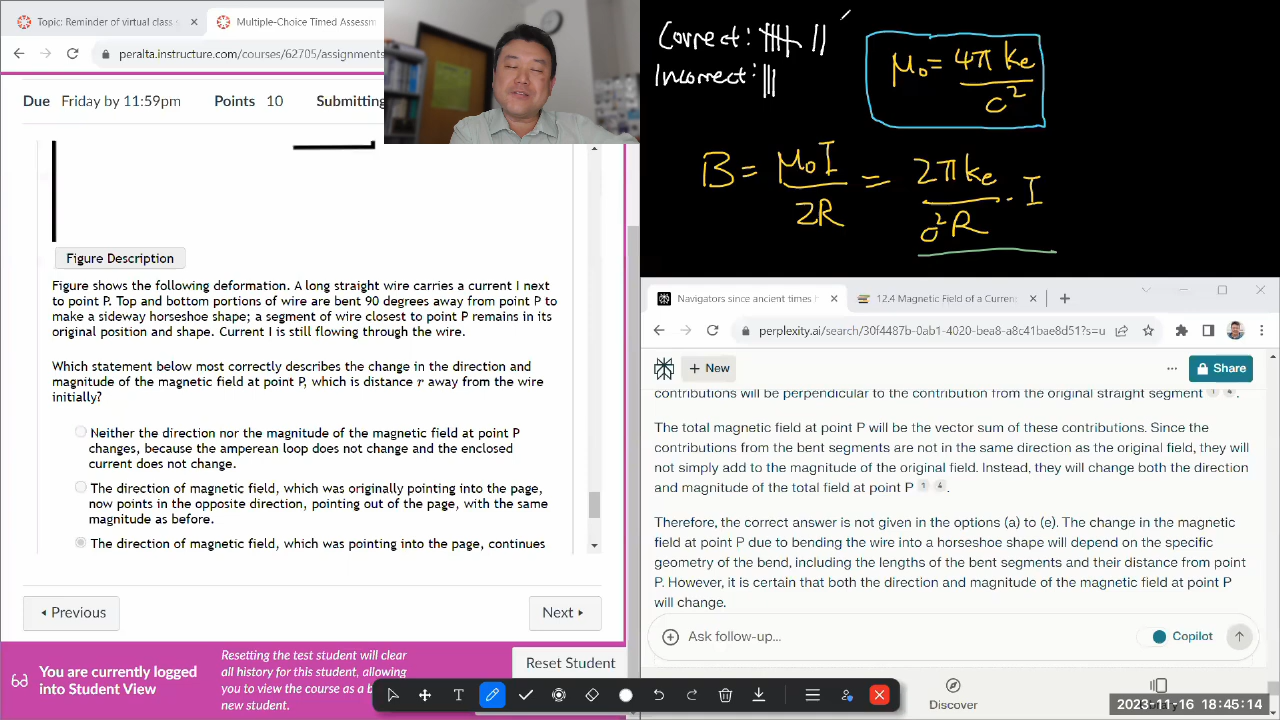 Topic: Reminder of virtual class
Multiple-Choice Timed Assessm
peralta.instructure.com/courses/62705/assignments
Due Friday by 11:59pm Points 10 Submitting
Figure Description
Figure shows the following deformation. A long straight wire carries a current I next
to point P. Top and bottom portions of wire are bent 90 degrees away from point P to
make a sideway horseshoe shape; a segment of wire closest to point P remains in its
original position and shape. Current I is still flowing through the wire.
Which statement below most correctly describes the change in the direction and
magnitude of the magnetic field at point P, which is distance r away from the wire
initially?
Neither the direction nor the magnitude of the magnetic field at point P
changes, because the amperean loop does not change and the enclosed
current does not change.
The direction of magnetic field, which was originally pointing into the page,
now points in the opposite direction, pointing out of the page, with the same
magnitude as before.
The direction of magnetic field, which was pointing into the page, continues
Previous
Next
You are currently logged
into Student View
Resetting the test student will clear
all history for this student, allowing
you to view the course as a b
new student.
Reset Student
Correct: |||| ||
Incorrect: |||
μ₀ = 4π ke / c²
B = μ₀I / 2R = 2πke / c²R · I
Navigators since ancient times h
12.4 Magnetic Field of a Curren
perplexity.ai/search/30f4487b-0ab1-4020-bea8-a8c41bae8d51?s=u
New
Share
contributions will be perpendicular to the contribution from the original straight segment
The total magnetic field at point P will be the vector sum of these contributions. Since the
contributions from the bent segments are not in the same direction as the original field, they will
not simply add to the magnitude of the original field. Instead, they will change both the direction
and magnitude of the total field at point P 1 4 .
Therefore, the correct answer is not given in the options (a) to (e). The change in the magnetic
field at point P due to bending the wire into a horseshoe shape will depend on the specific
geometry of the bend, including the lengths of the bent segments and their distance from point
P. However, it is certain that both the direction and magnitude of the magnetic field at point P
will change.
Ask follow-up...
Copilot
Discover
2023-11-16 18:45:14